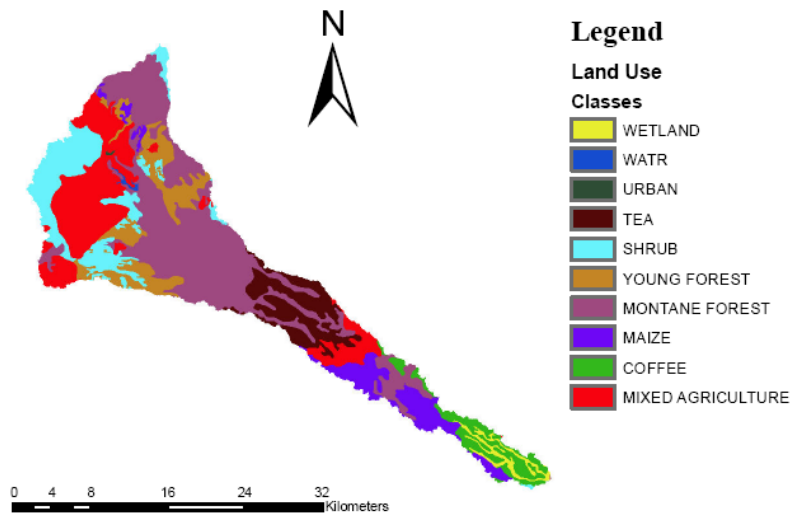 N
Legend
Land Use
Classes
WETLAND
WATR
URBAN
TEA
SHRUB
YOUNG FOREST
MONTANE FOREST
MAIZE
COFFEE
MIXED AGRICULTURE
0 4 8 16 24 32
Kilometers